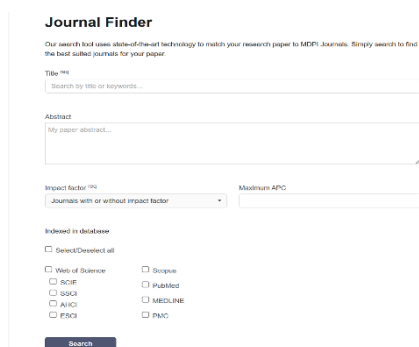 Journal Finder
Our search tool uses state-of-the-art technology to match your research paper to MDPI Journals. Simply search to find
the best suited journals for your paper.
Title
Search by title or keywords...
Abstract
My paper abstract...
Impact factor Maximum APC
Journals with or without impact factor
Indexed in database
Select/Deselect all
Web of Science Scopus
SCIE PubMed
SSCI MEDLINE
AHCI PMC
ESCI
Search